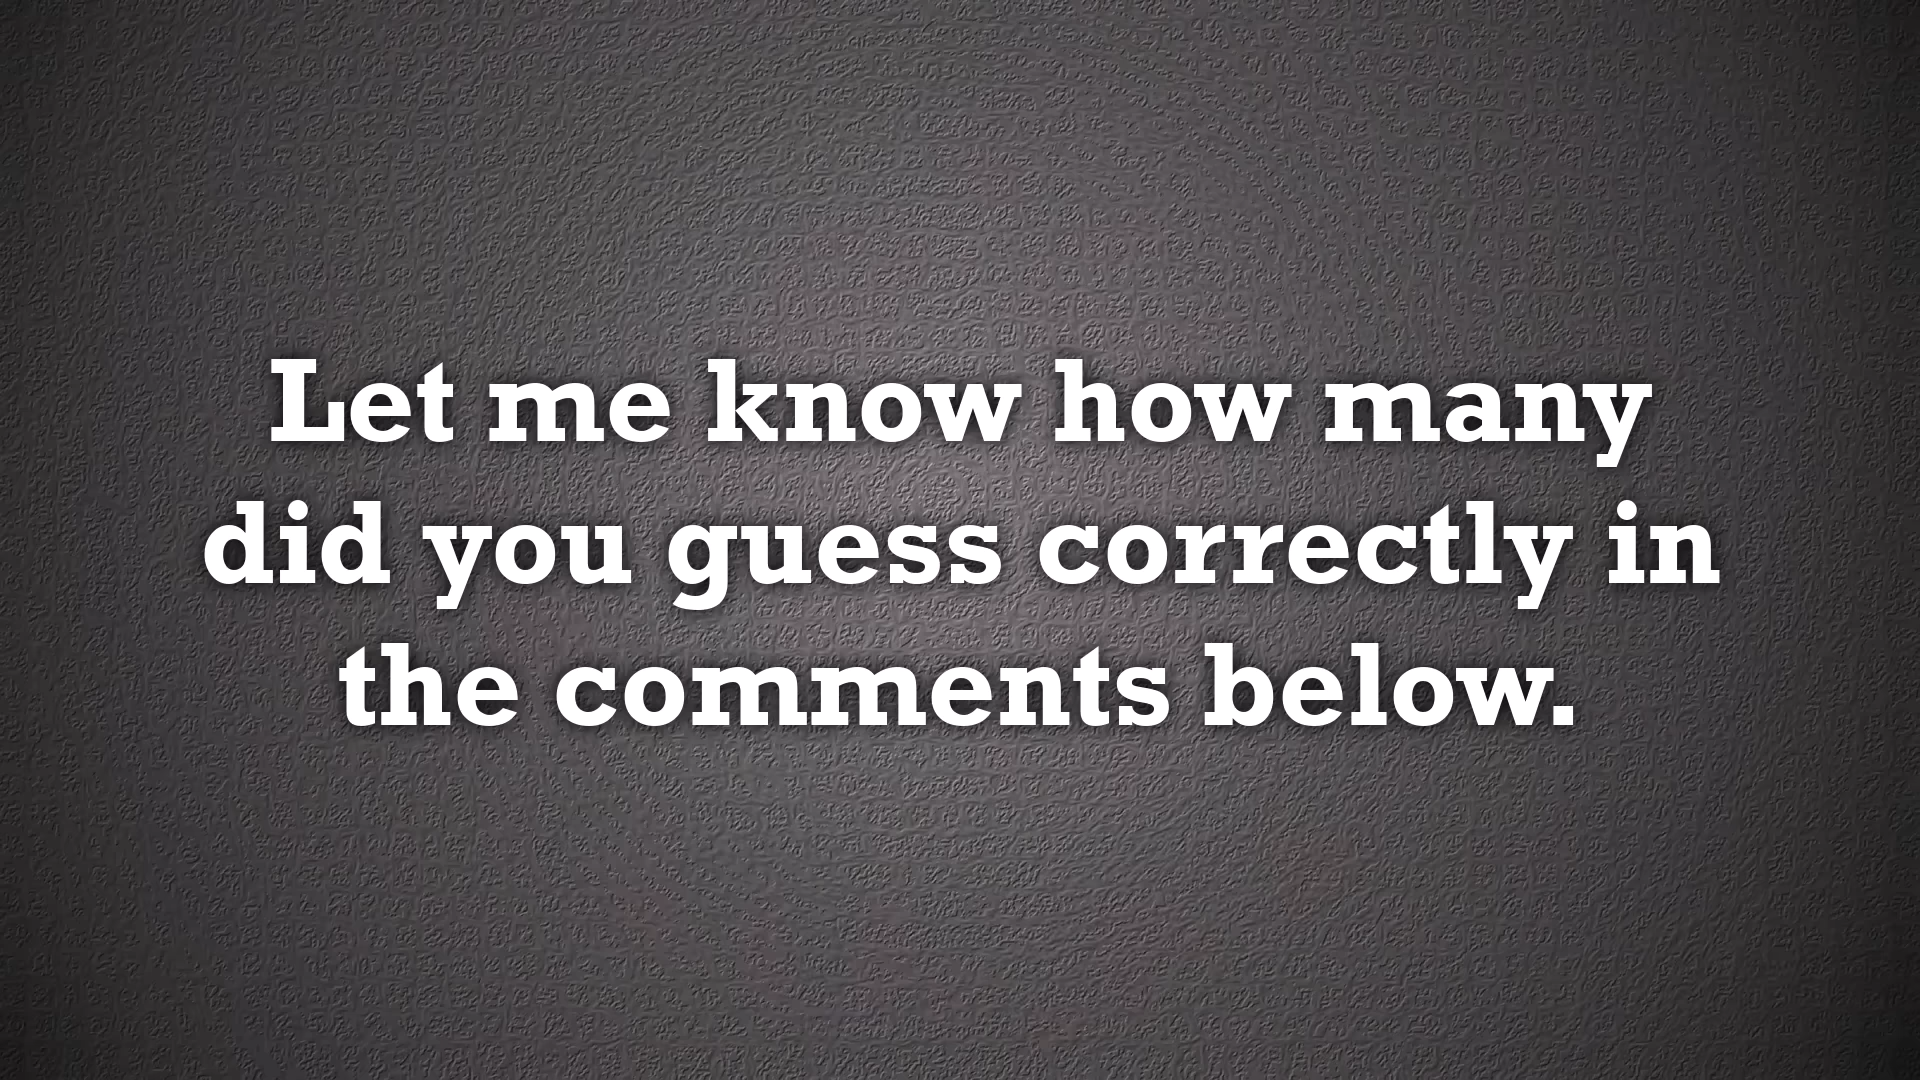 Let me know how many
did you guess correctly in
the comments below.